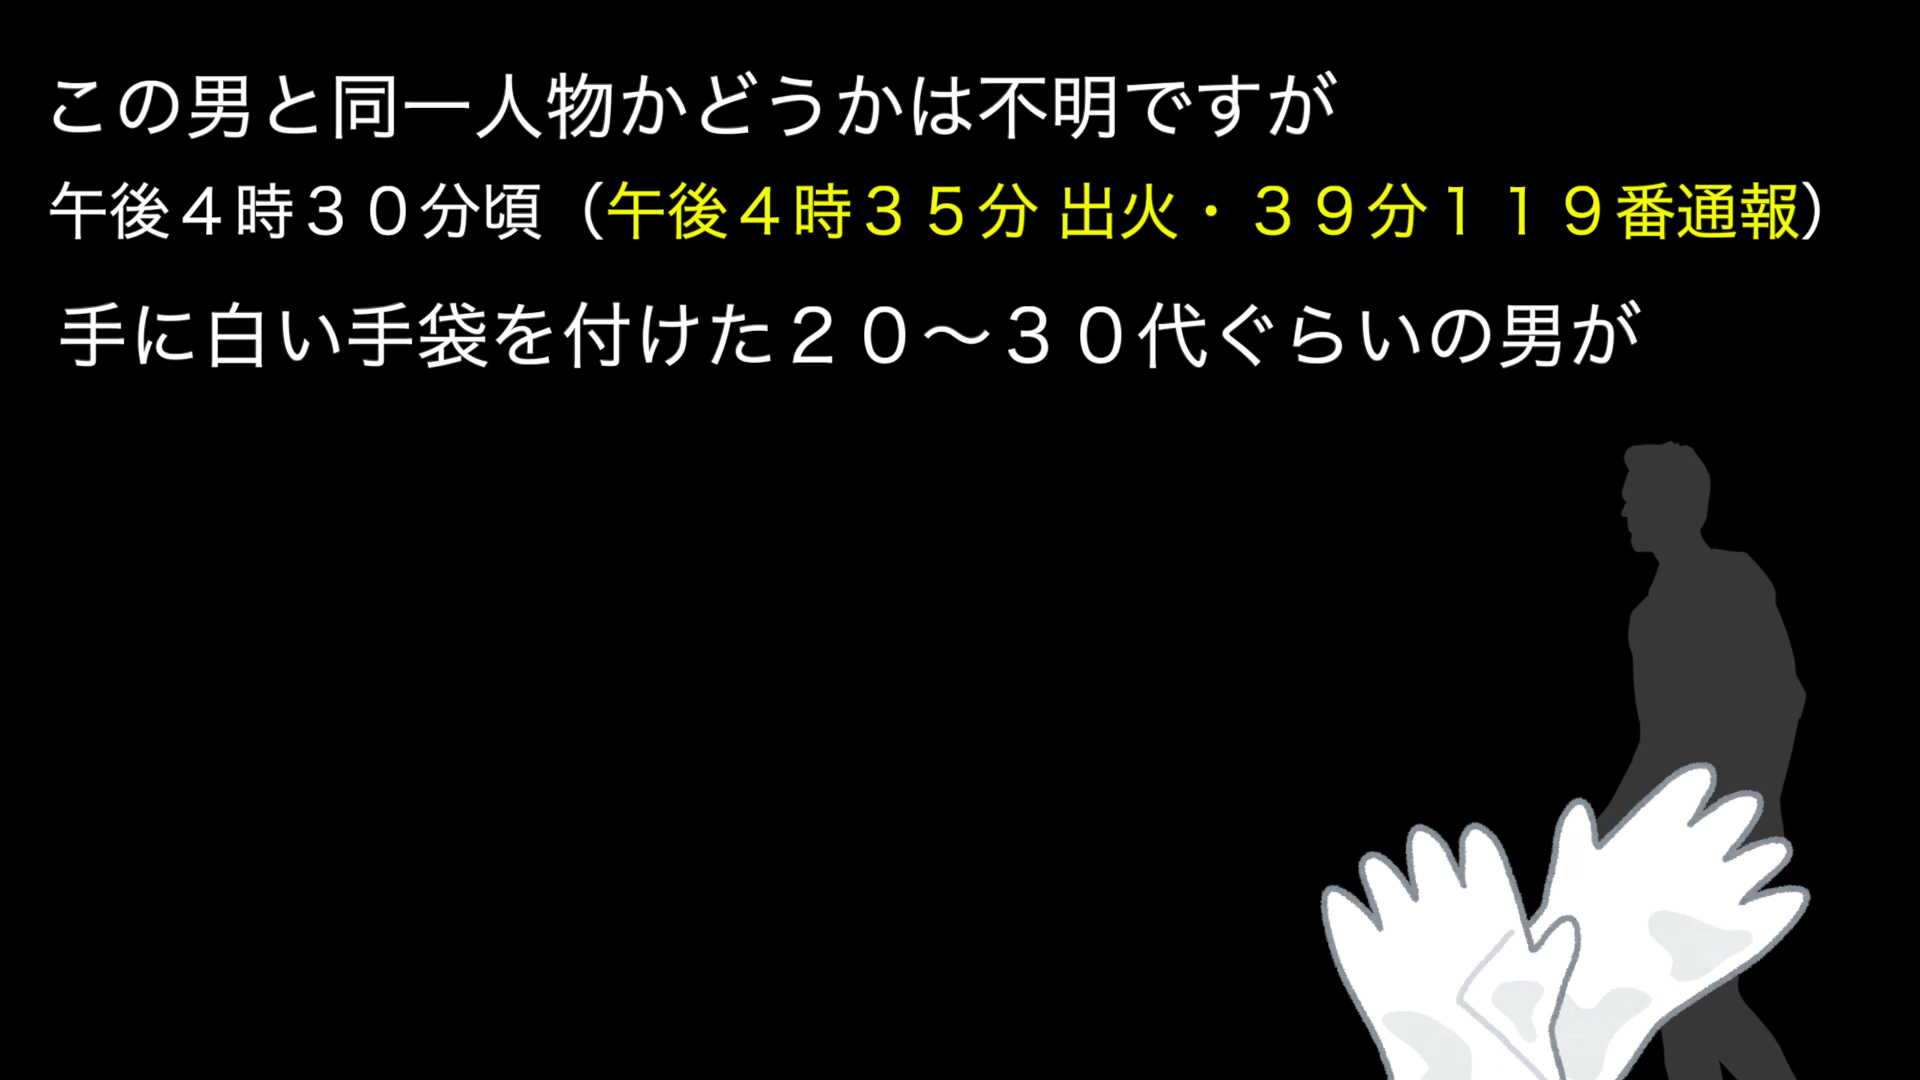 この男と同一人物かどうかは不明ですが
午後４時３０分頃（午後４時３５分 出火・３９分１１９番通報）
手に白い手袋を付けた２０〜３０代ぐらいの男が